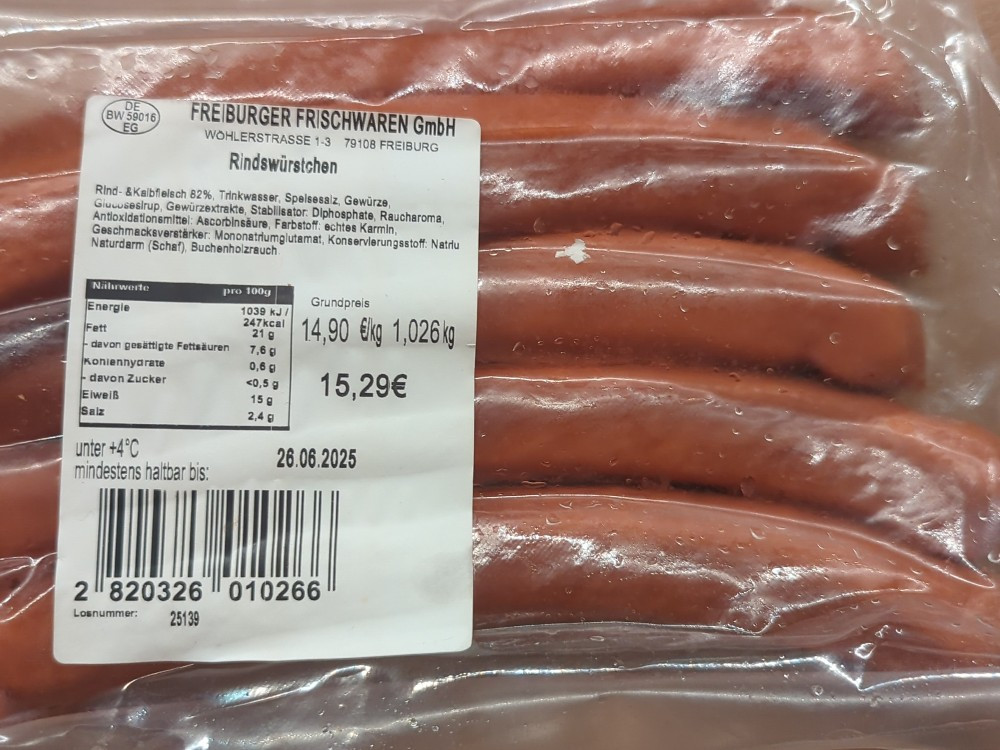 DE
BW 59016
EG
FREIBURGER FRISCHWAREN GmbH
WÖHLERSTRASSE 1-3 79108 FREIBURG
Rindswürstchen
Rind- &Kalbfleisch 82%, Trinkwasser, Speisesalz, Gewürze,
Glucosesirup, Gewürzextrakte, Stabilisator: Diphosphate, Raucharoma,
Antioxidationsmittel: Ascorbinsäure, Farbstoff: echtes Karmin,
Geschmacksverstärker: Mononatriumglutamat, Konservierungsstoff: Natriu
Naturdarm (Schaf), Buchenholzrauch
Nährwerte pro 100g
Energie 1039 kJ /
247kcal
Fett 21 g
- davon gesättigte Fettsäuren 7,6 g
Kohlenhydrate 0,6 g
- davon Zucker <0,5 g
Eiweiß 15 g
Salz 2,4 g
Grundpreis
14,90 €/kg 1,026 kg
15,29€
unter +4°C
mindestens haltbar bis: 26.06.2025
2 820326 010266
Losnummer: 25139